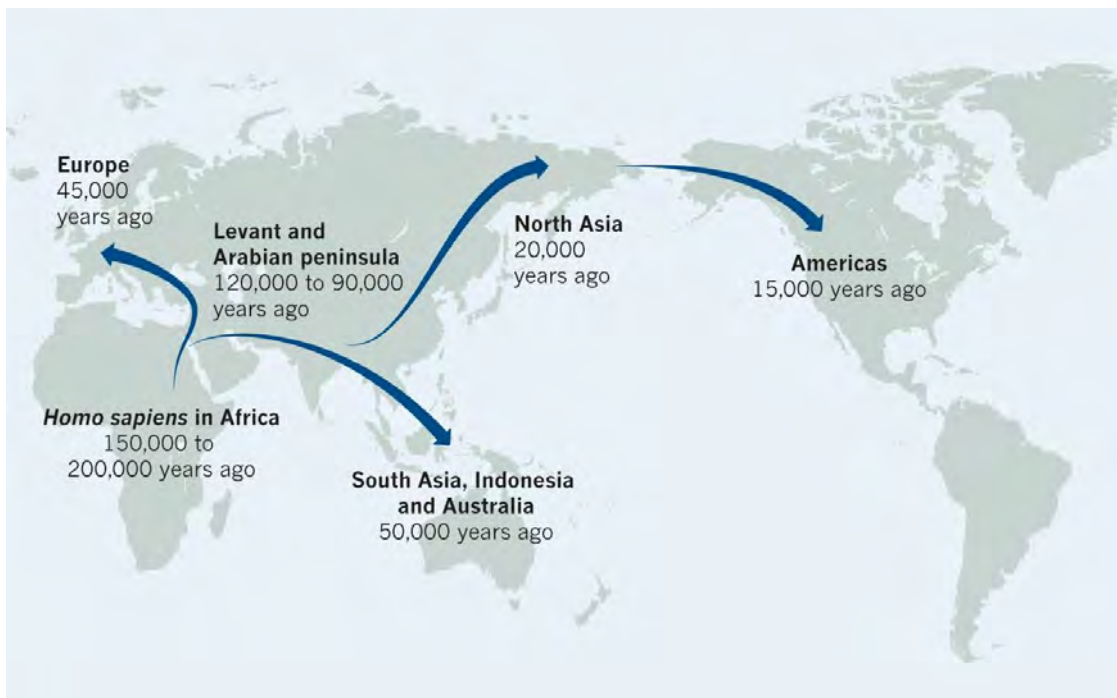 Europe
45,000
years ago
Levant and
Arabian peninsula
120,000 to 90,000
years ago
North Asia
20,000
years ago
Americas
15,000 years ago
Homo sapiens in Africa
150,000 to
200,000 years ago
South Asia, Indonesia
and Australia
50,000 years ago